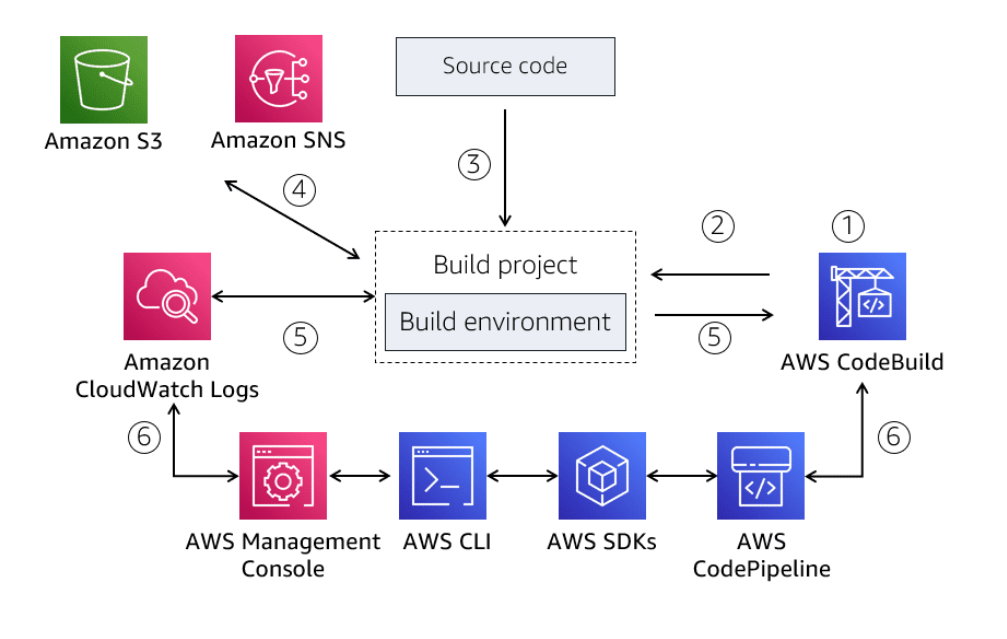 Source code
Amazon S3
Amazon SNS
③
④
②
①
Build project
Build environment
⑤
⑤
Amazon
CloudWatch Logs
AWS CodeBuild
⑥
⑥
</>
</>
>_
AWS Management
Console
AWS CLI
AWS SDKs
AWS
CodePipeline